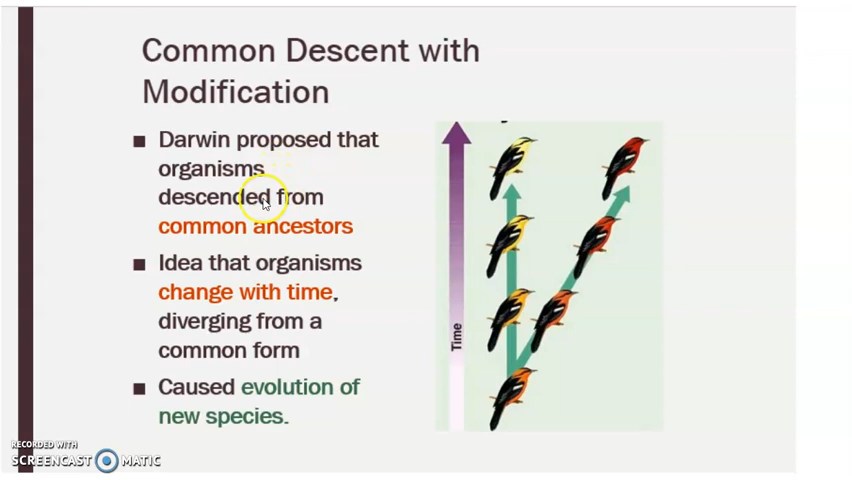 Common Descent with
Modification
■ Darwin proposed that
organisms
descended from
common ancestors
■ Idea that organisms
change with time,
diverging from a
common form
■ Caused evolution of
new species.
Time
RECORDED WITH
SCREENCAST MATIC